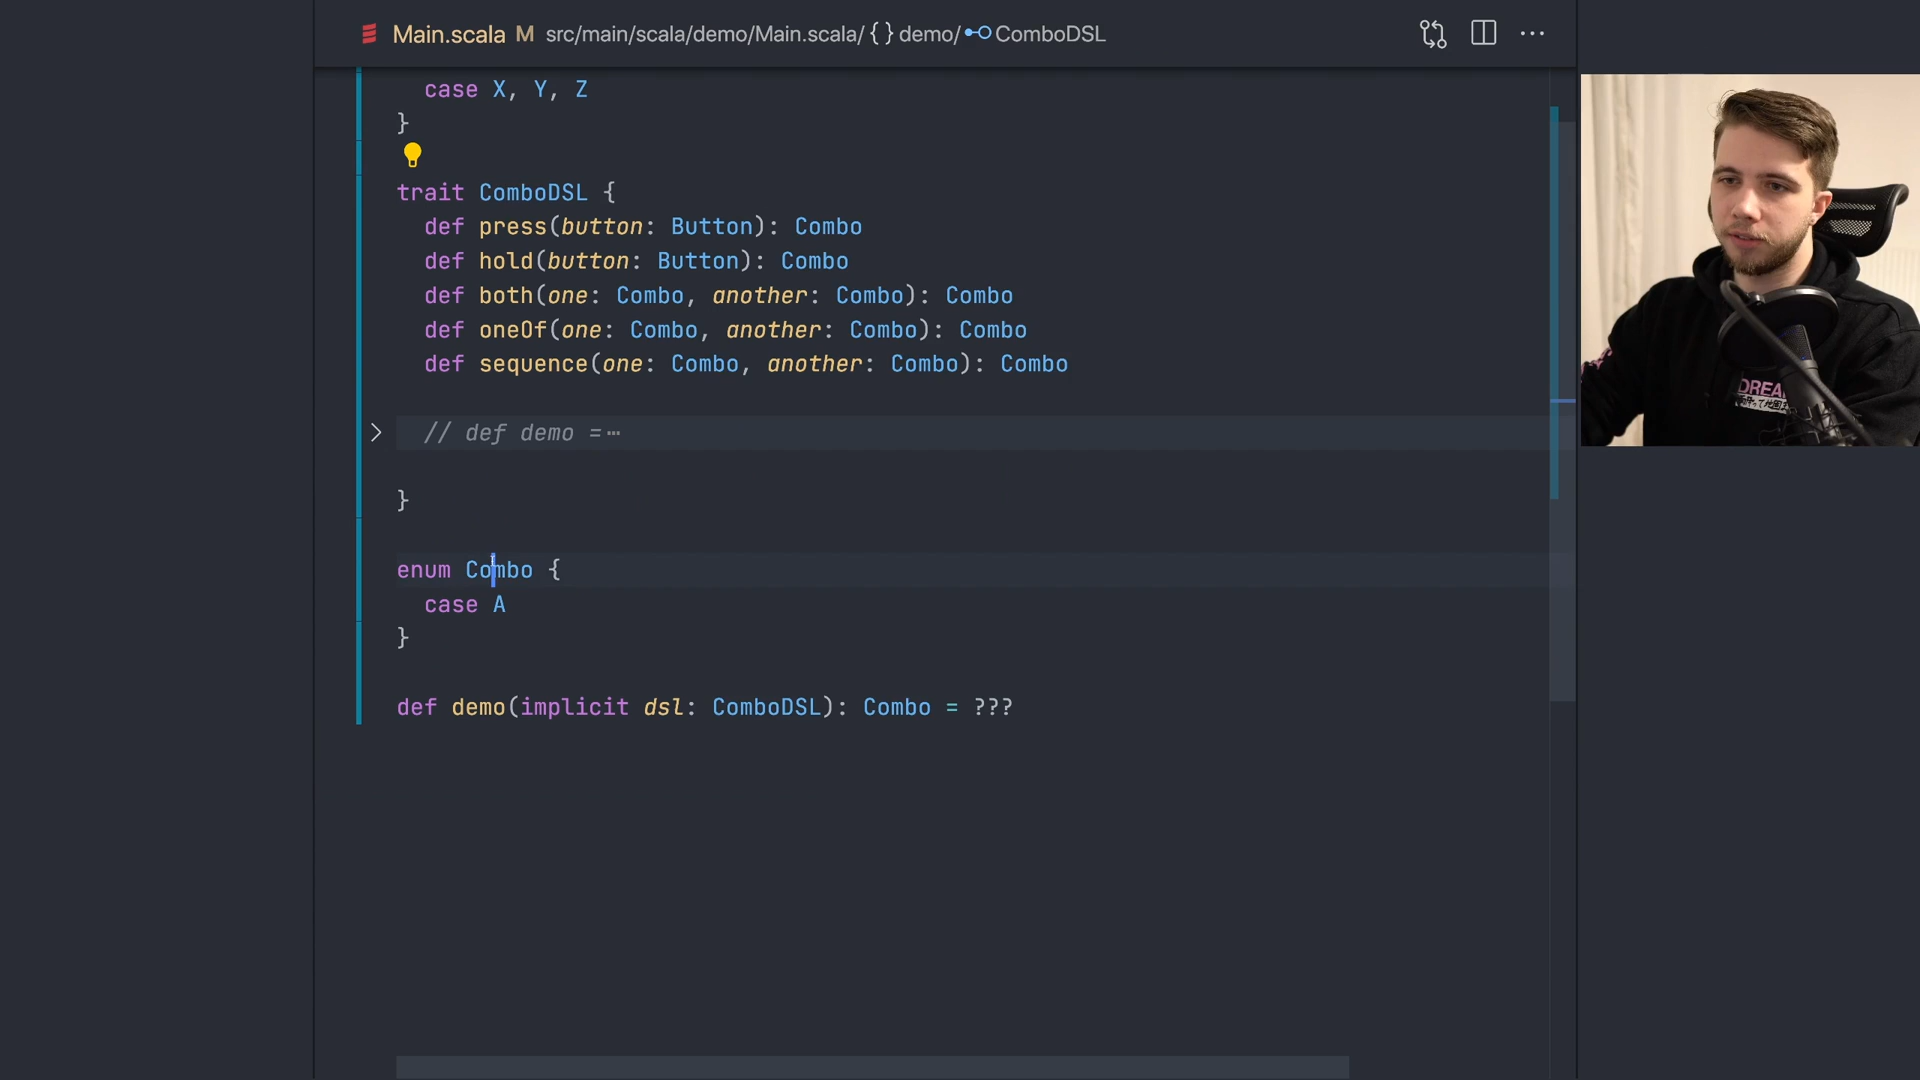 Main.scala M src/main/scala/demo/Main.scala/ {} demo/ ComboDSL
case X, Y, Z
}
trait ComboDSL {
def press(button: Button): Combo
def hold(button: Button): Combo
def both(one: Combo, another: Combo): Combo
def oneOf(one: Combo, another: Combo): Combo
def sequence(one: Combo, another: Combo): Combo
// def demo =⋯
}
enum Combo {
case A
}
def demo(implicit dsl: ComboDSL): Combo = ???